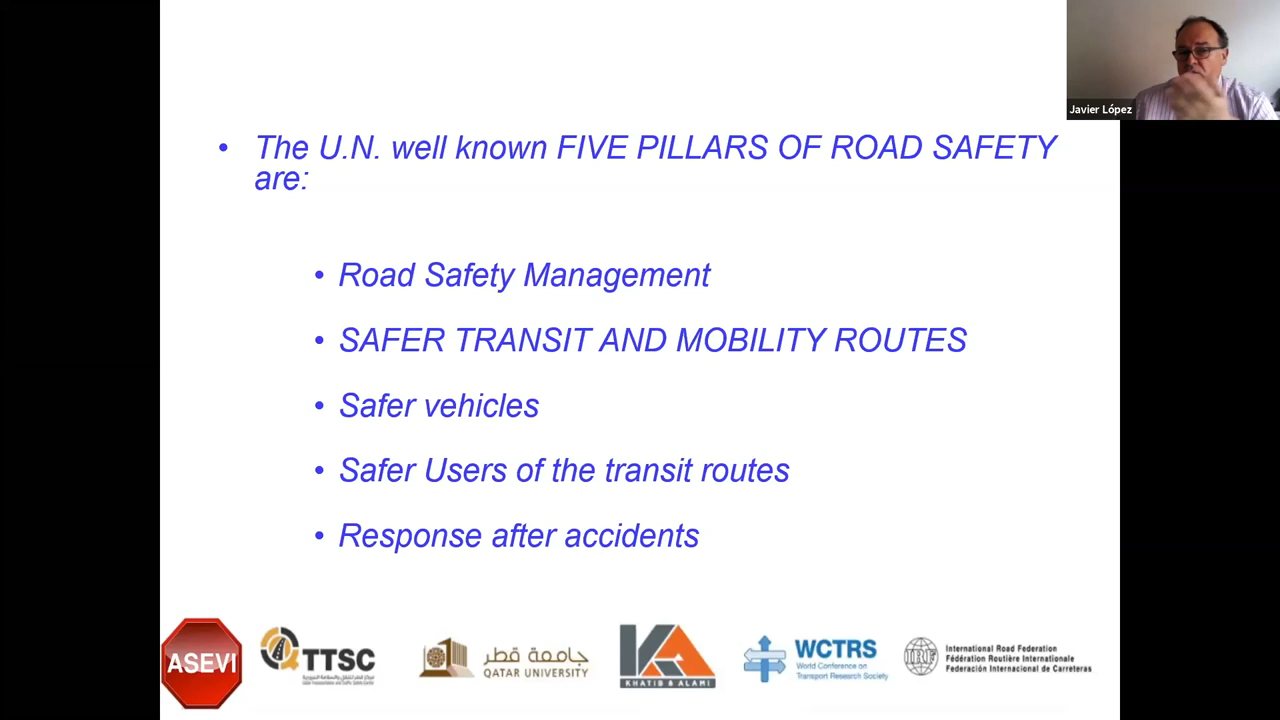 Javier López
• The U.N. well known FIVE PILLARS OF ROAD SAFETY
are:
• Road Safety Management
• SAFER TRANSIT AND MOBILITY ROUTES
• Safer vehicles
• Safer Users of the transit routes
• Response after accidents
ASEVI
QTTSC
جامعة قطر
QATAR UNIVERSITY
KA
KHATIB & ALAMI
WCTRS
World Conference on
Transport Research Society
IRF
International Road Federation
Fédération Routière Internationale
Federación Internacional de Carreteras